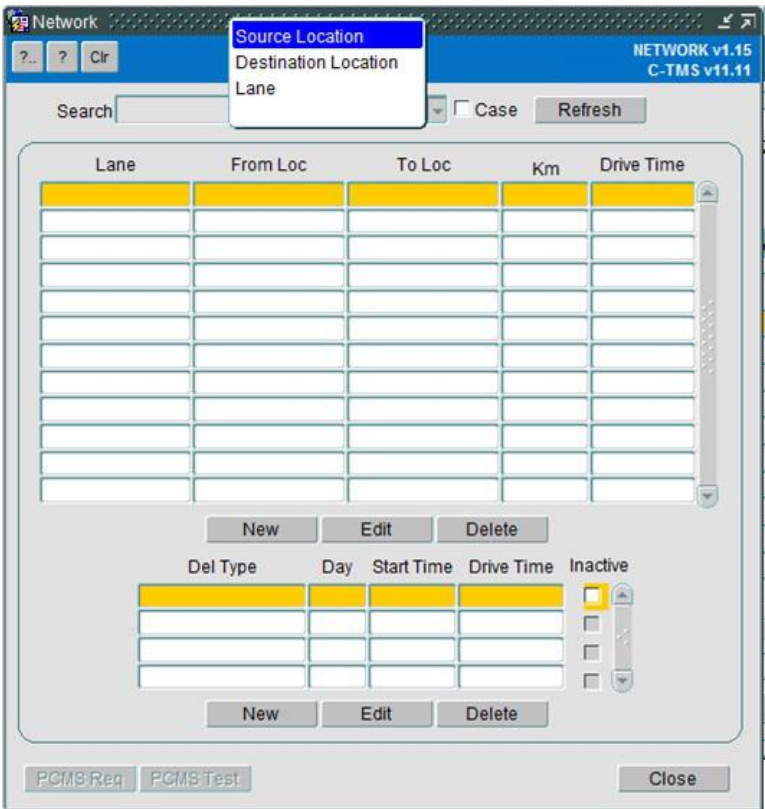 Network
Source Location
Destination Location
Lane
?.. ? Clr
NETWORK v1.15
C-TMS v11.11
Search Case Refresh
Lane From Loc To Loc Km Drive Time
New Edit Delete
Del Type Day Start Time Drive Time Inactive
New Edit Delete
PCMS Req PCMS Test Close